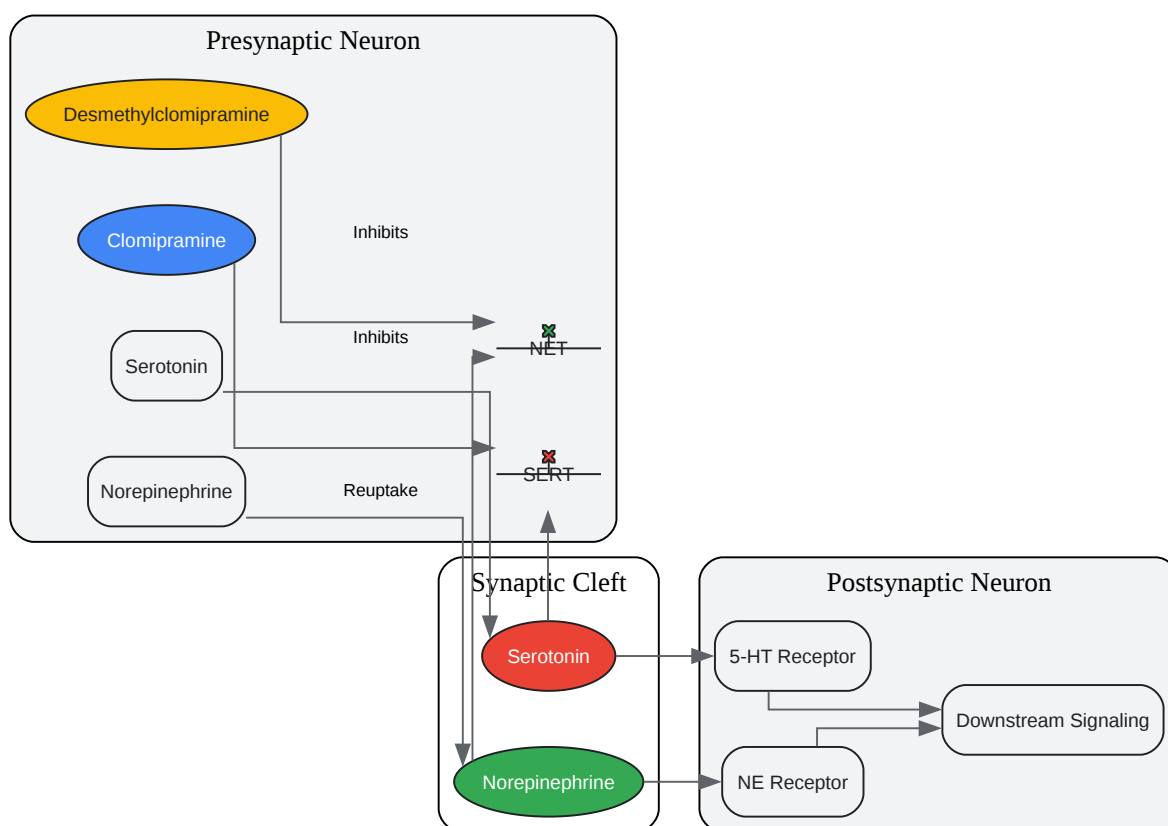 Presynaptic Neuron
Desmethylclomipramine
Inhibits
Clomipramine
Inhibits
NET
Serotonin
SERT
Norepinephrine
Reuptake
Synaptic Cleft
Postsynaptic Neuron
Serotonin
5-HT Receptor
Downstream Signaling
Norepinephrine
NE Receptor